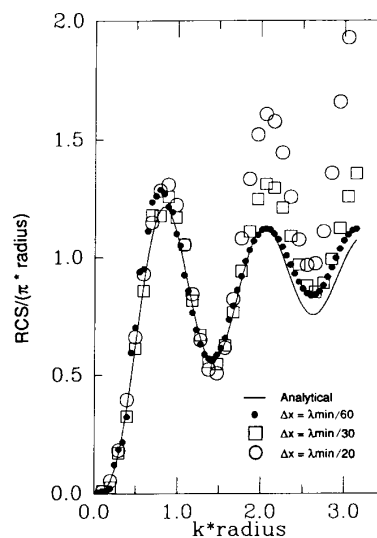 2.0
1.5
1.0
0.5
0.0
RCS/(π* radius)
Analytical
Δx = λmin/60
Δx = λmin/30
Δx = λmin/20
0.0 1.0 2.0 3.0
k*radius